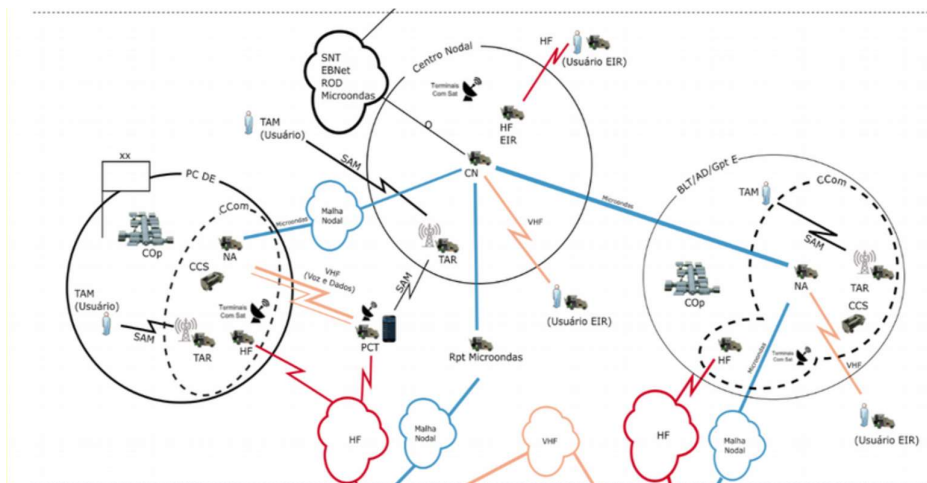 SNT
EBNet
ROD
Microondas
Centro Nodal
Terminais
Com Sat
HF
(Usuário EIR)
HF
EIR
TAM
(Usuário)
SAM
O
CN
xx
PC DE
CCom
COp
NA
Microondas
Malha
Nodal
CCS
VHF
(Voz e Dados)
TAM
(Usuário)
SAM
TAR
HF
Terminais
Com Sat
TAR
SAM
PCT
VHF
(Usuário EIR)
Rpt Microondas
Microondas
BLT/AD/Gpt E
CCom
TAM
SAM
TAR
NA
CCS
COp
HF
Terminais
Com Sat
Microondas
VHF
(Usuário EIR)
HF
Malha
Nodal
VHF
HF
Malha
Nodal